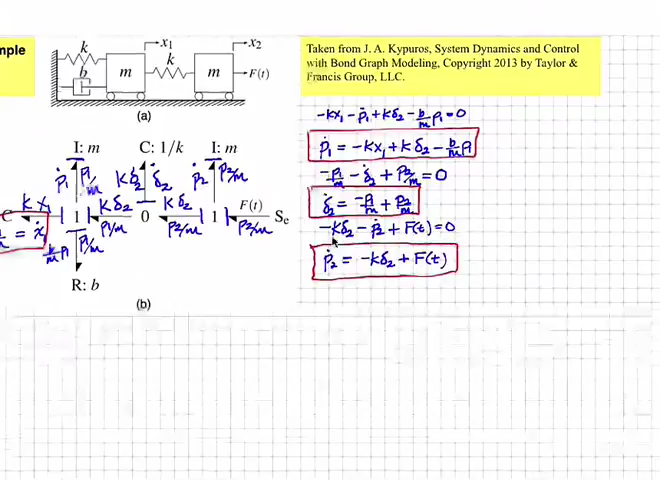 mple
k
x₁
x₂
b
m
k
m
F(t)
(a)
Taken from J. A. Kypuros, System Dynamics and Control
with Bond Graph Modeling, Copyright 2013 by Taylor &
Francis Group, LLC.
-kx₁ - ṗ₁ + kδ₂ - b/m p₁ = 0
ṗ₁ = -kx₁ + kδ₂ - b/m p₁
-p₁/m - δ̇₂ + p₂/m = 0
δ̇₂ = -p₁/m + p₂/m
-kδ₂ - ṗ₂ + F(t) = 0
ṗ₂ = -kδ₂ + F(t)
I: m
C: 1/k
I: m
ṗ₁ p₁/m
kδ₂ δ̇₂
ṗ₂ p₂/m
k x₁
kδ₂
kδ₂
F(t)
C
1
0
1
Sₑ
= ẋ₁
p₁/m
p₂/m
p₂/m
b/m p₁ p₁/m
R: b
(b)